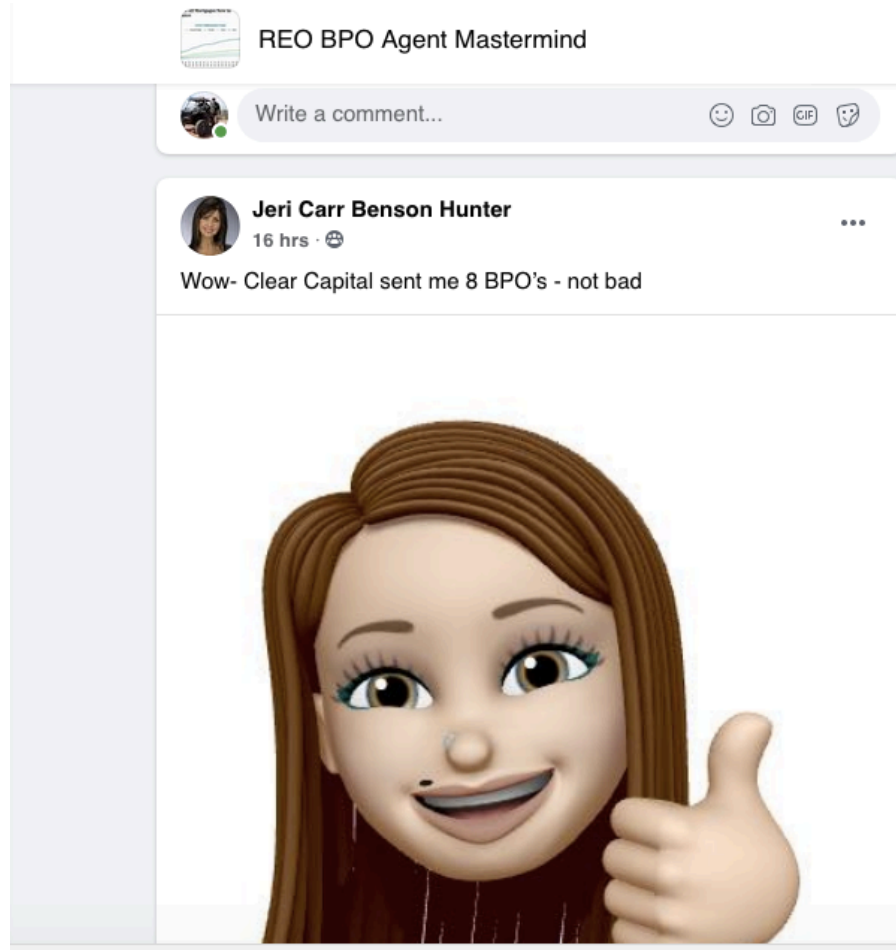 REO BPO Agent Mastermind
Write a comment...
GIF
Jeri Carr Benson Hunter
16 hrs ·
Wow- Clear Capital sent me 8 BPO’s - not bad